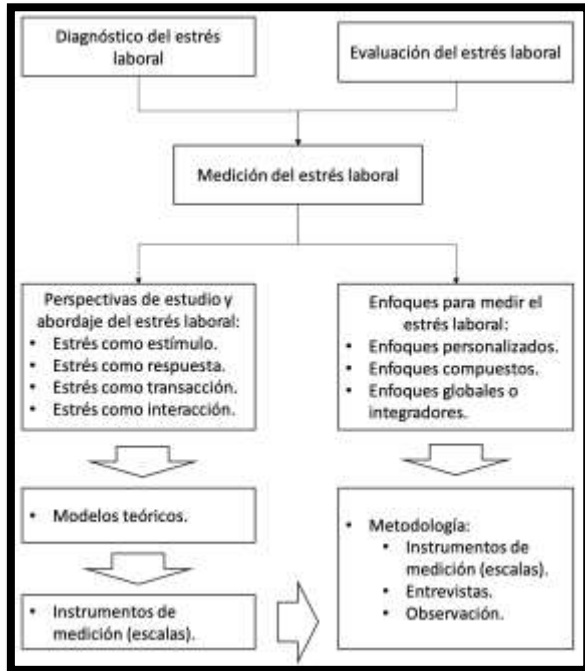 Diagnóstico del estrés
laboral
Evaluación del estrés laboral
Medición del estrés laboral
Perspectivas de estudio y
abordaje del estrés laboral:
• Estrés como estímulo.
• Estrés como respuesta.
• Estrés como transacción.
• Estrés como interacción.
Enfoques para medir el
estrés laboral:
• Enfoques personalizados.
• Enfoques compuestos.
• Enfoques globales o
integradores.
• Modelos teóricos.
• Instrumentos de
medición (escalas).
• Metodología:
• Instrumentos de
medición (escalas).
• Entrevistas.
• Observación.